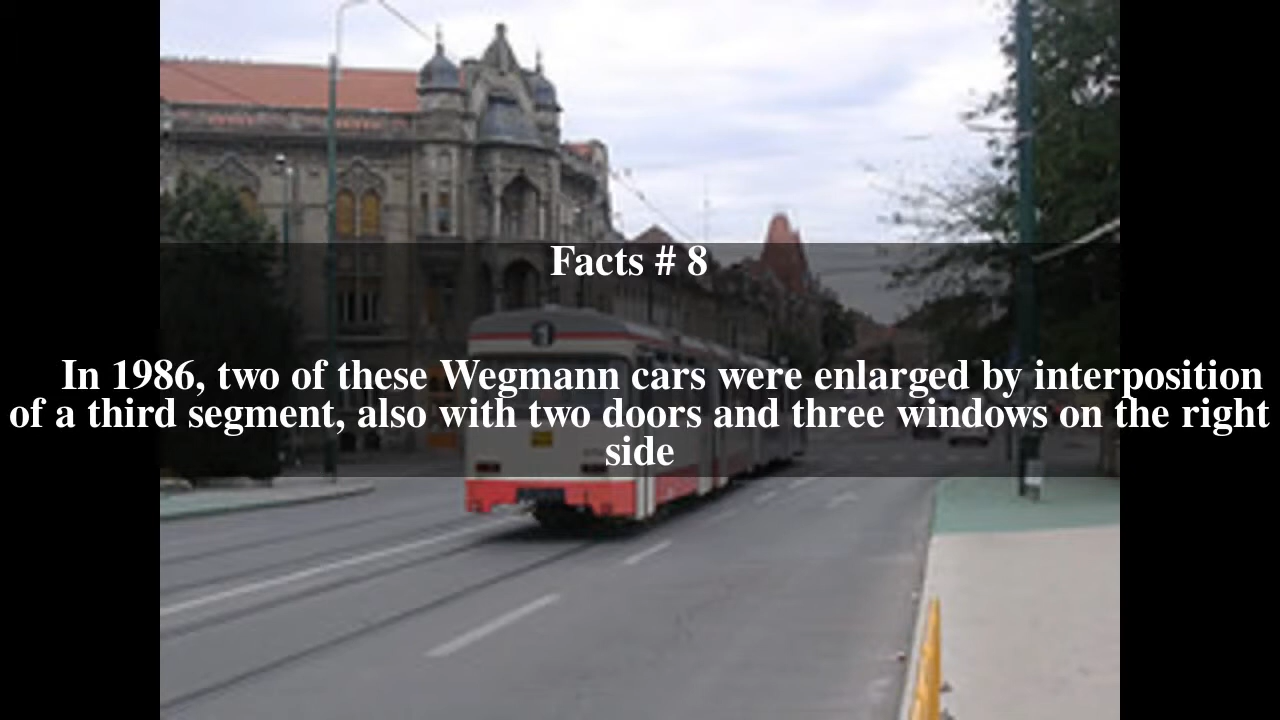 Facts # 8
In 1986, two of these Wegmann cars were enlarged by interposition
of a third segment, also with two doors and three windows on the right
side